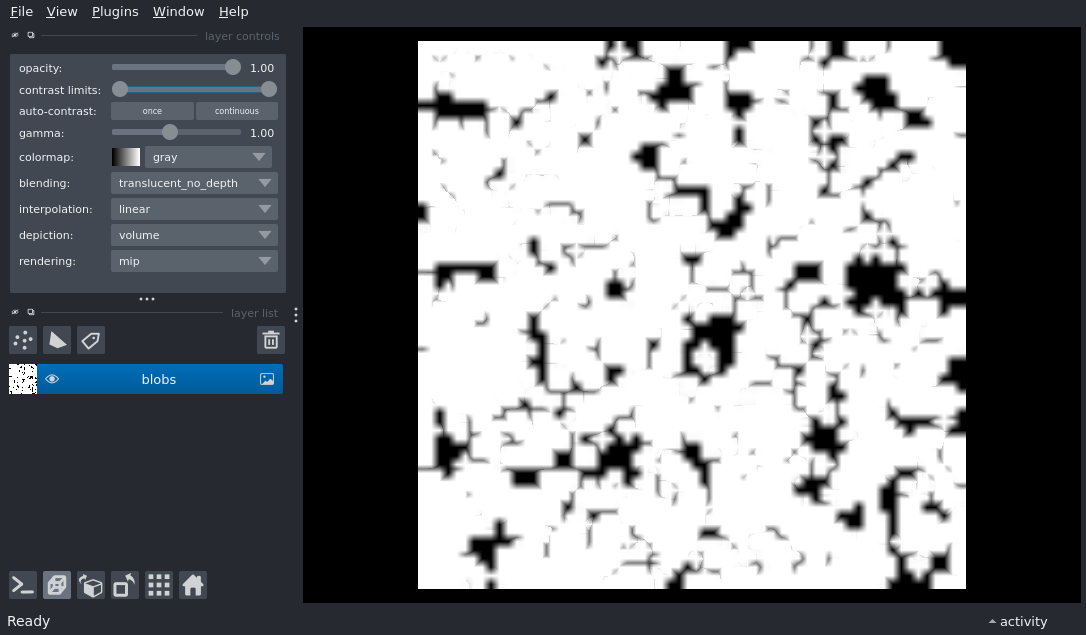 File View Plugins Window Help
layer controls
opacity: 1.00
contrast limits:
auto-contrast: once continuous
gamma: 1.00
colormap: gray
blending: translucent_no_depth
interpolation: linear
depiction: volume
rendering: mip
layer list
blobs
Ready activity